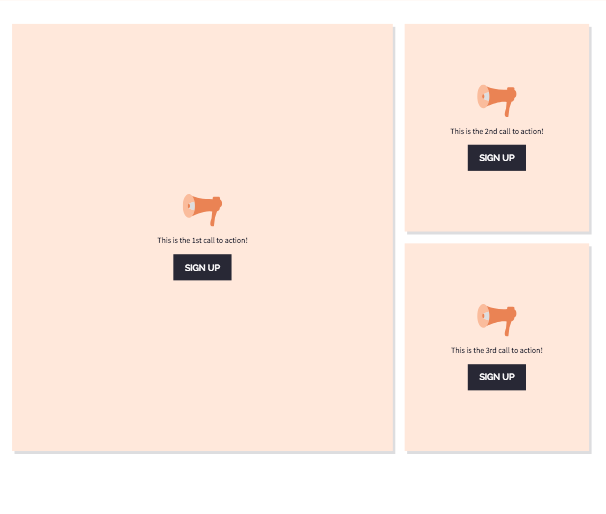 This is the 1st call to action!
SIGN UP
This is the 2nd call to action!
SIGN UP
This is the 3rd call to action!
SIGN UP